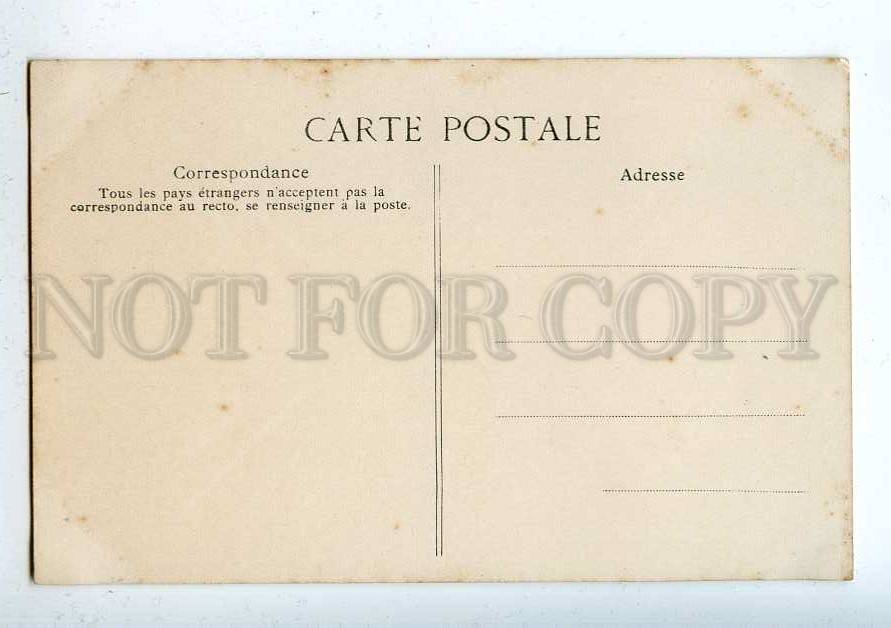 CARTE POSTALE
Correspondance
Tous les pays étrangers n'acceptent pas la
correspondance au recto, se renseigner à la poste.
Adresse
NOT FOR COPY